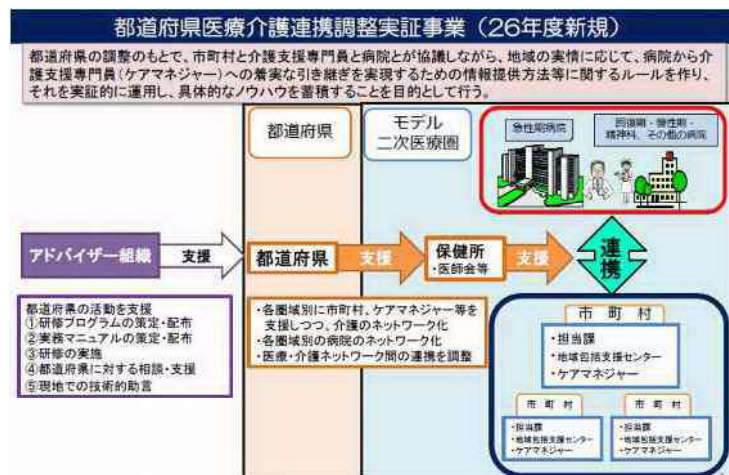 都道府県医療介護連携調整実証事業（26年度新規）
都道府県の調整のもとで、市町村と介護支援専門員と病院とが協議しながら、地域の実情に応じて、病院から介
護支援専門員（ケアマネジャー）への着実な引き継ぎを実現するための情報提供方法等に関するルールを作り、
それを実証的に運用し、具体的なノウハウを蓄積することを目的として行う。
都道府県
モデル
二次医療圏
急性期病院
回復期・慢性期・
精神科、その他の病院
アドバイザー組織
支援
都道府県
支援
保健所
・医師会等
支援
連携
都道府県の活動を支援
①研修プログラムの策定・配布
②実務マニュアルの策定・配布
③研修の実施
④都道府県に対する相談・支援
⑤現地での技術的助言
・各圏域別に市町村、ケアマネジャー等を
支援しつつ、介護のネットワーク化
・各圏域別の病院のネットワーク化
・医療・介護ネットワーク間の連携を調整
市町村
・担当課
・地域包括支援センター
・ケアマネジャー
市町村
・担当課
・地域包括支援センター
・ケアマネジャー
市町村
・担当課
・地域包括支援センター
・ケアマネジャー